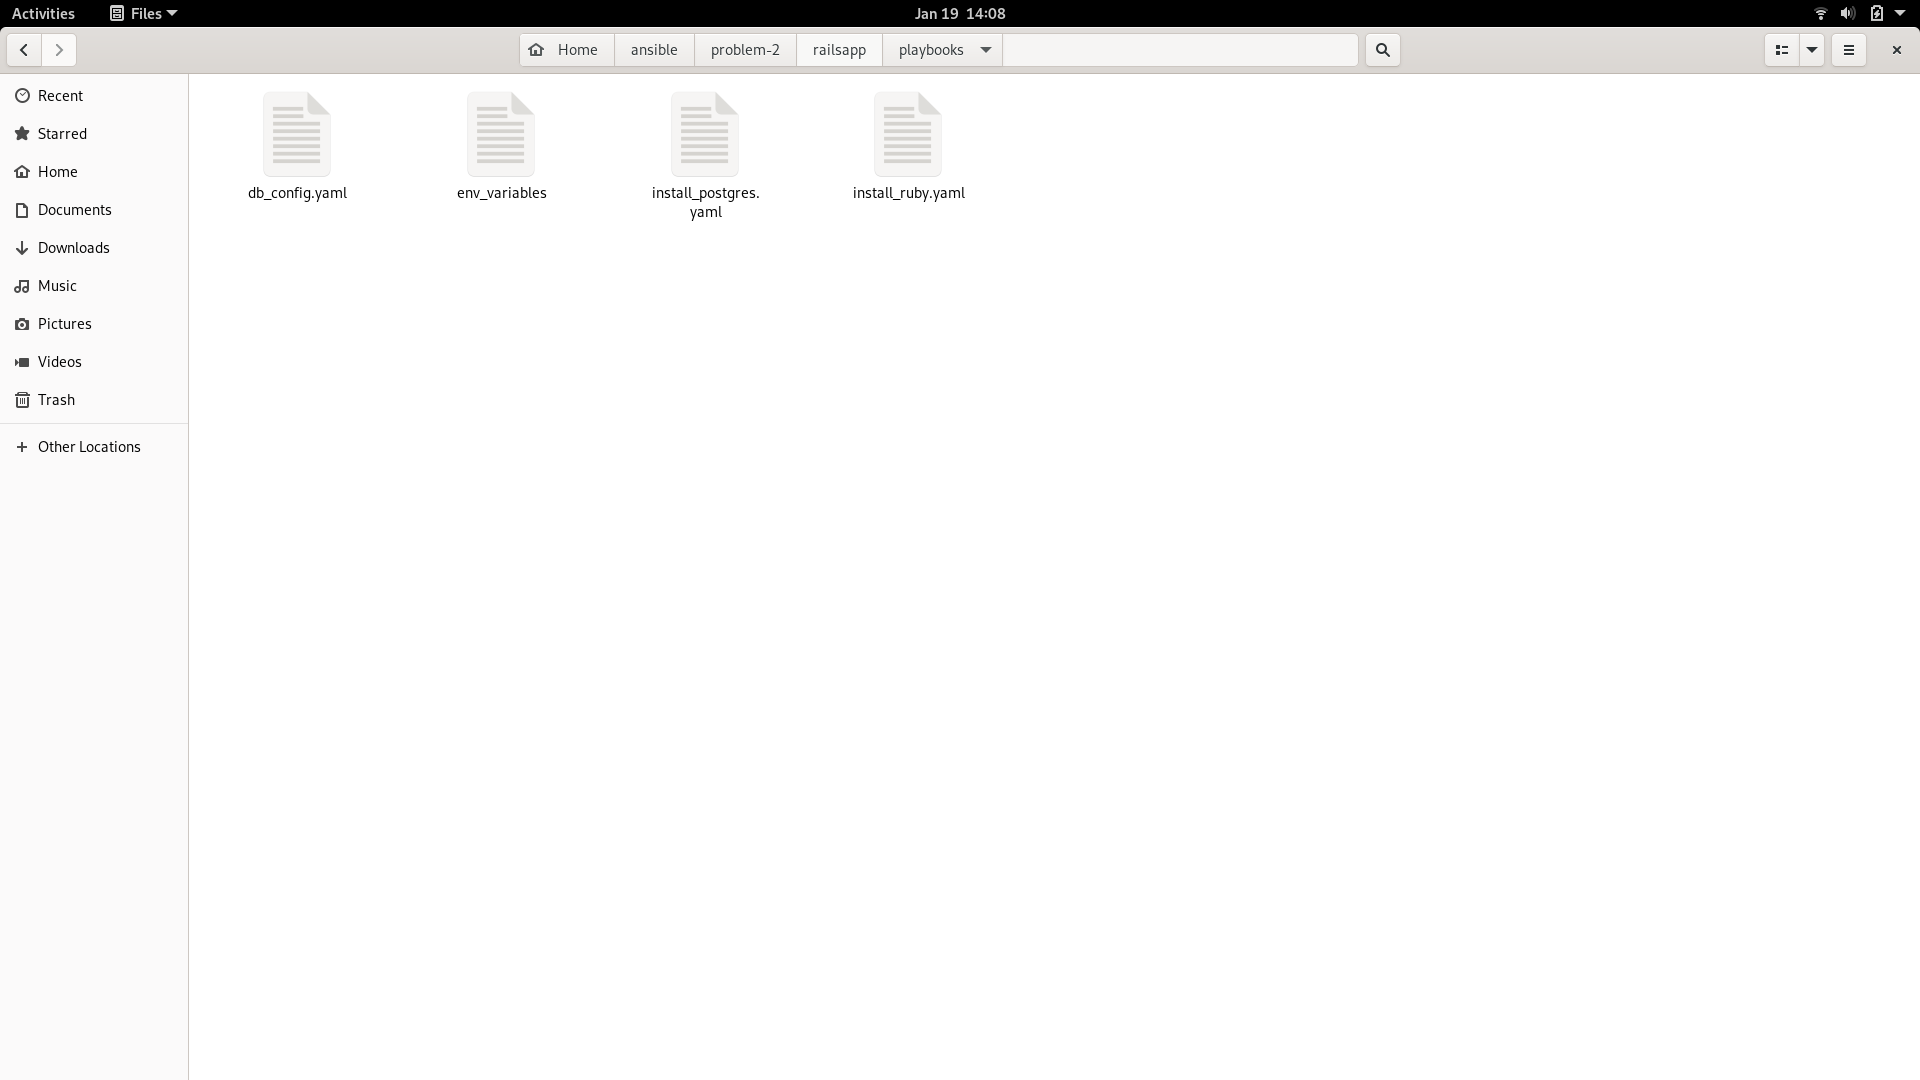 Activities
Files
Jan 19 14:08
Home
ansible
problem-2
railsapp
playbooks
Recent
Starred
Home
Documents
Downloads
Music
Pictures
Videos
Trash
Other Locations
db_config.yaml
env_variables
install_postgres.
yaml
install_ruby.yaml